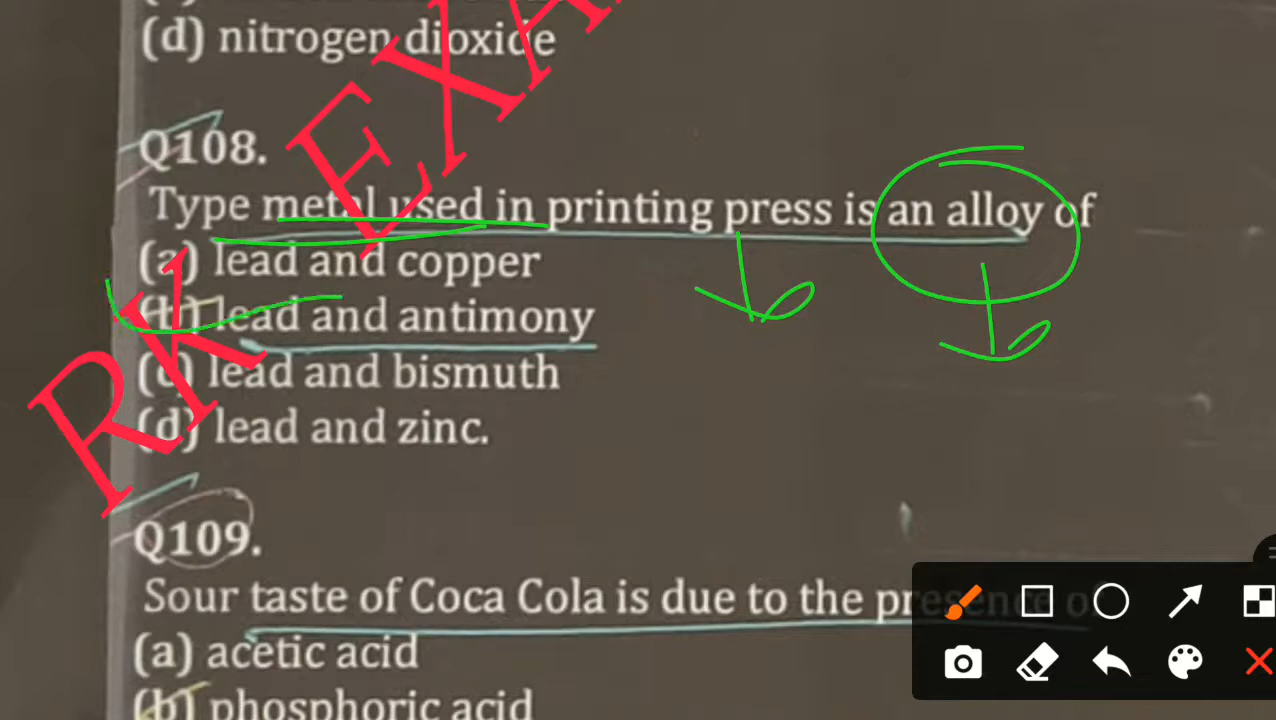 (d) nitrogen dioxide
Q108.
Type metal used in printing press is an alloy of
(a) lead and copper
(b) lead and antimony
(c) lead and bismuth
(d) lead and zinc.
Q109.
Sour taste of Coca Cola is due to the presence o
(a) acetic acid
(b) phosphoric acid
RK EXA